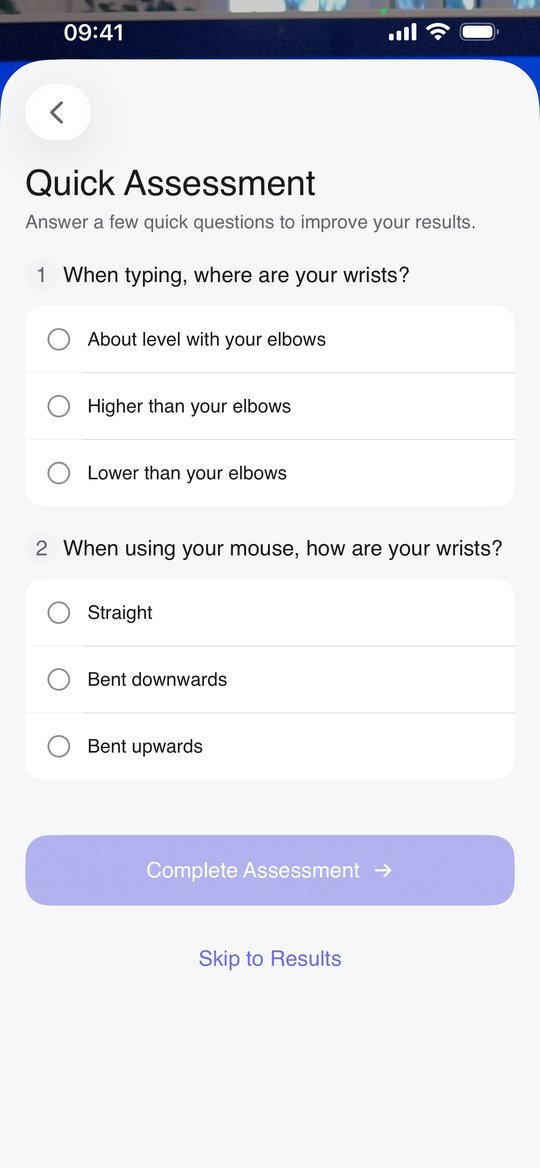 09:41
Quick Assessment
Answer a few quick questions to improve your results.
1 When typing, where are your wrists?
About level with your elbows
Higher than your elbows
Lower than your elbows
2 When using your mouse, how are your wrists?
Straight
Bent downwards
Bent upwards
Complete Assessment →
Skip to Results